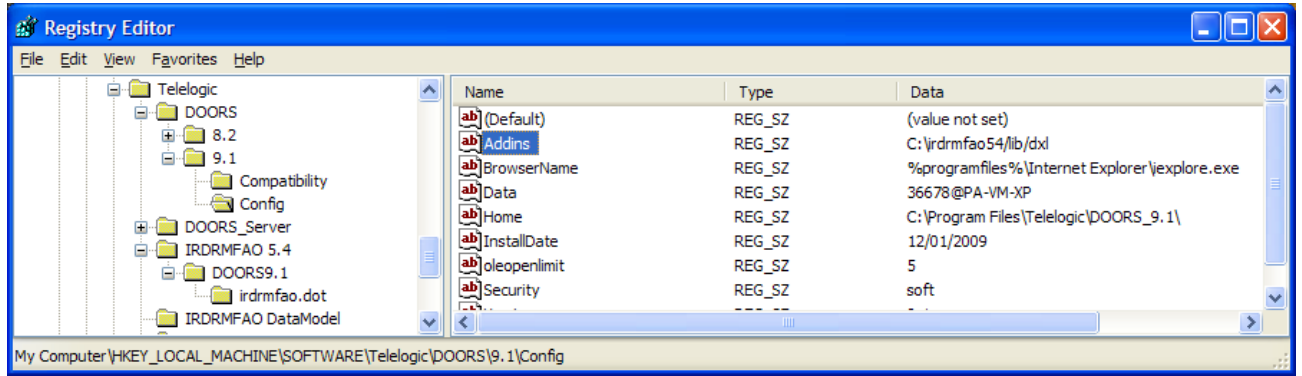 Registry Editor
File Edit View Favorites Help
Telelogic
DOORS
8.2
9.1
Compatibility
Config
DOORS_Server
IRDRMFAO 5.4
DOORS9.1
irdrmfao.dot
IRDRMFAO DataModel
Name Type Data
(Default) REG_SZ (value not set)
Addins REG_SZ C:\irdrmfao54/lib/dxl
BrowserName REG_SZ %programfiles%\Internet Explorer\iexplore.exe
Data REG_SZ 36678@PA-VM-XP
Home REG_SZ C:\Program Files\Telelogic\DOORS_9.1\
InstallDate REG_SZ 12/01/2009
oleopenlimit REG_SZ 5
Security REG_SZ soft
My Computer\HKEY_LOCAL_MACHINE\SOFTWARE\Telelogic\DOORS\9.1\Config